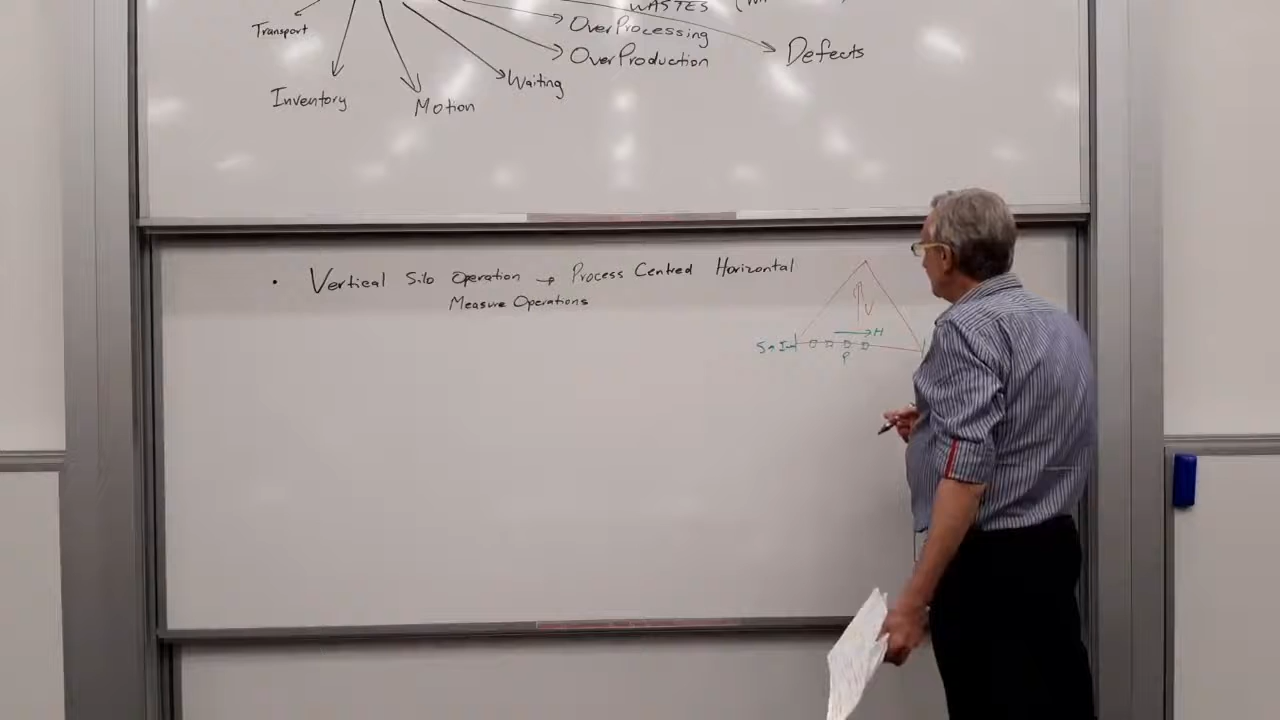 WASTES
Transport
OverProcessing
OverProduction
Defects
Waiting
Inventory
Motion
• Vertical Silo Operation → Process Centred Horizontal
Measure Operations
V
H
P